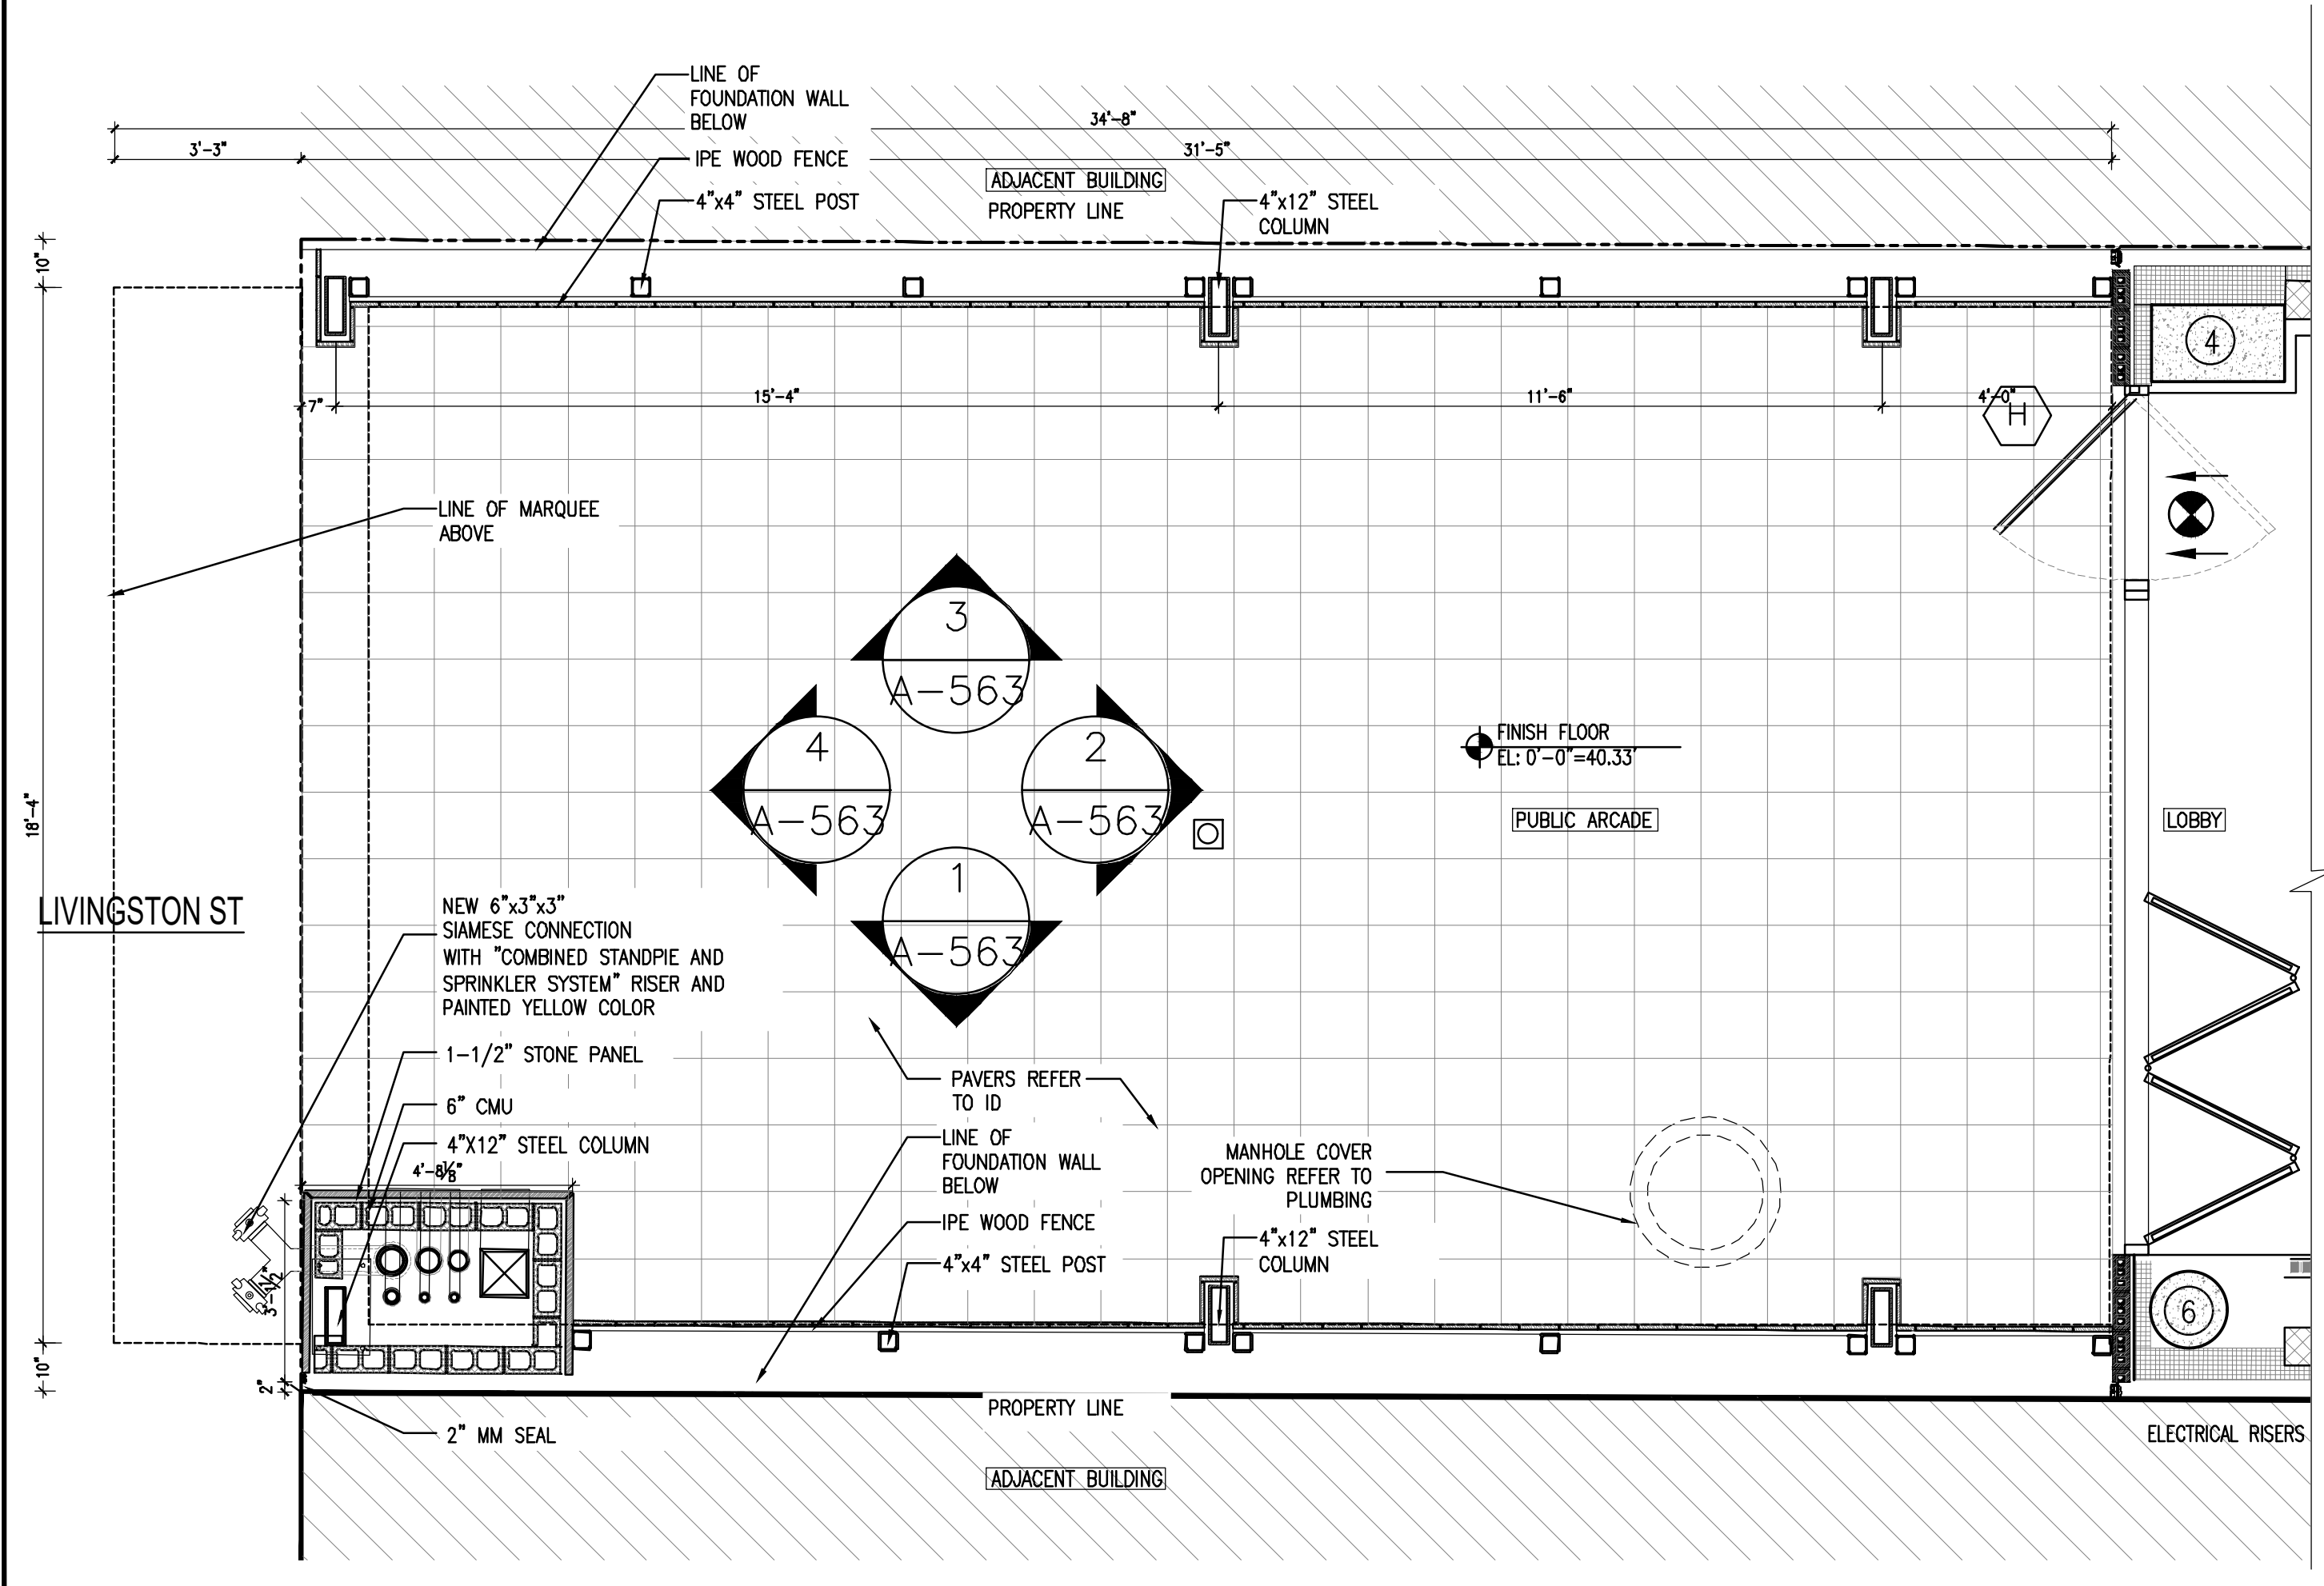 LINE OF
FOUNDATION WALL
BELOW
34'-8"
3'-3"
31'-5"
IPE WOOD FENCE
ADJACENT BUILDING
4"x4" STEEL POST
4"x12" STEEL
COLUMN
PROPERTY LINE
10"
4
7"
15'-4"
11'-6"
4'-0"
H
LINE OF MARQUEE
ABOVE
3
A-563
4
A-563
2
A-563
1
A-563
FINISH FLOOR
EL: 0'-0"=40.33'
PUBLIC ARCADE
LOBBY
18'-4"
LIVINGSTON ST
NEW 6"x3"x3"
SIAMESE CONNECTION
WITH "COMBINED STANDPIE AND
SPRINKLER SYSTEM" RISER AND
PAINTED YELLOW COLOR
1-1/2" STONE PANEL
6" CMU
4"X12" STEEL COLUMN
4'-8⅛"
PAVERS REFER
TO ID
LINE OF
FOUNDATION WALL
BELOW
IPE WOOD FENCE
4"x4" STEEL POST
MANHOLE COVER
OPENING REFER TO
PLUMBING
4"x12" STEEL
COLUMN
3'-1½"
6
10"
2"
2" MM SEAL
PROPERTY LINE
ADJACENT BUILDING
ELECTRICAL RISERS